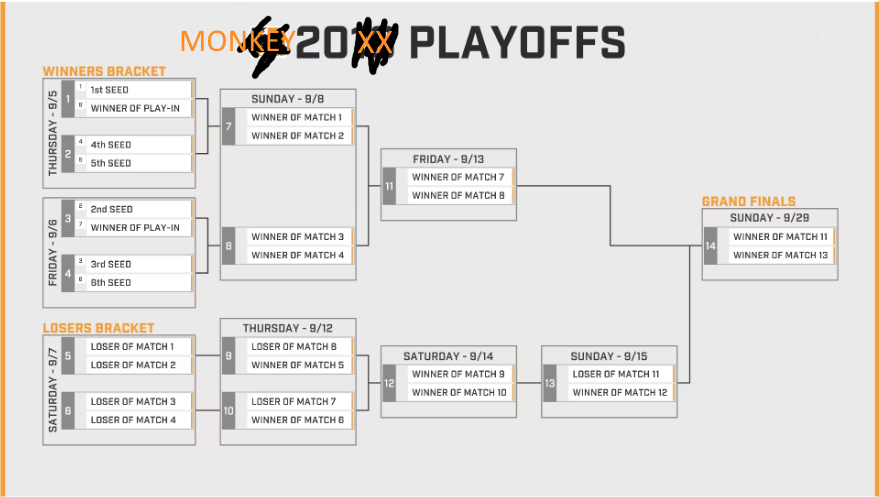 MONKEY 20XX PLAYOFFS
WINNERS BRACKET
THURSDAY - 9/5
1
1 1st SEED
8 WINNER OF PLAY-IN
2
4 4th SEED
5 5th SEED
FRIDAY - 9/6
3
2 2nd SEED
7 WINNER OF PLAY-IN
4
3 3rd SEED
6 6th SEED
SUNDAY - 9/8
7
WINNER OF MATCH 1
WINNER OF MATCH 2
8
WINNER OF MATCH 3
WINNER OF MATCH 4
FRIDAY - 9/13
11
WINNER OF MATCH 7
WINNER OF MATCH 8
GRAND FINALS
SUNDAY - 9/29
14
WINNER OF MATCH 11
WINNER OF MATCH 13
LOSERS BRACKET
SATURDAY - 9/7
5
LOSER OF MATCH 1
LOSER OF MATCH 2
6
LOSER OF MATCH 3
LOSER OF MATCH 4
THURSDAY - 9/12
9
LOSER OF MATCH 8
WINNER OF MATCH 5
10
LOSER OF MATCH 7
WINNER OF MATCH 6
SATURDAY - 9/14
12
WINNER OF MATCH 9
WINNER OF MATCH 10
SUNDAY - 9/15
13
LOSER OF MATCH 11
WINNER OF MATCH 12